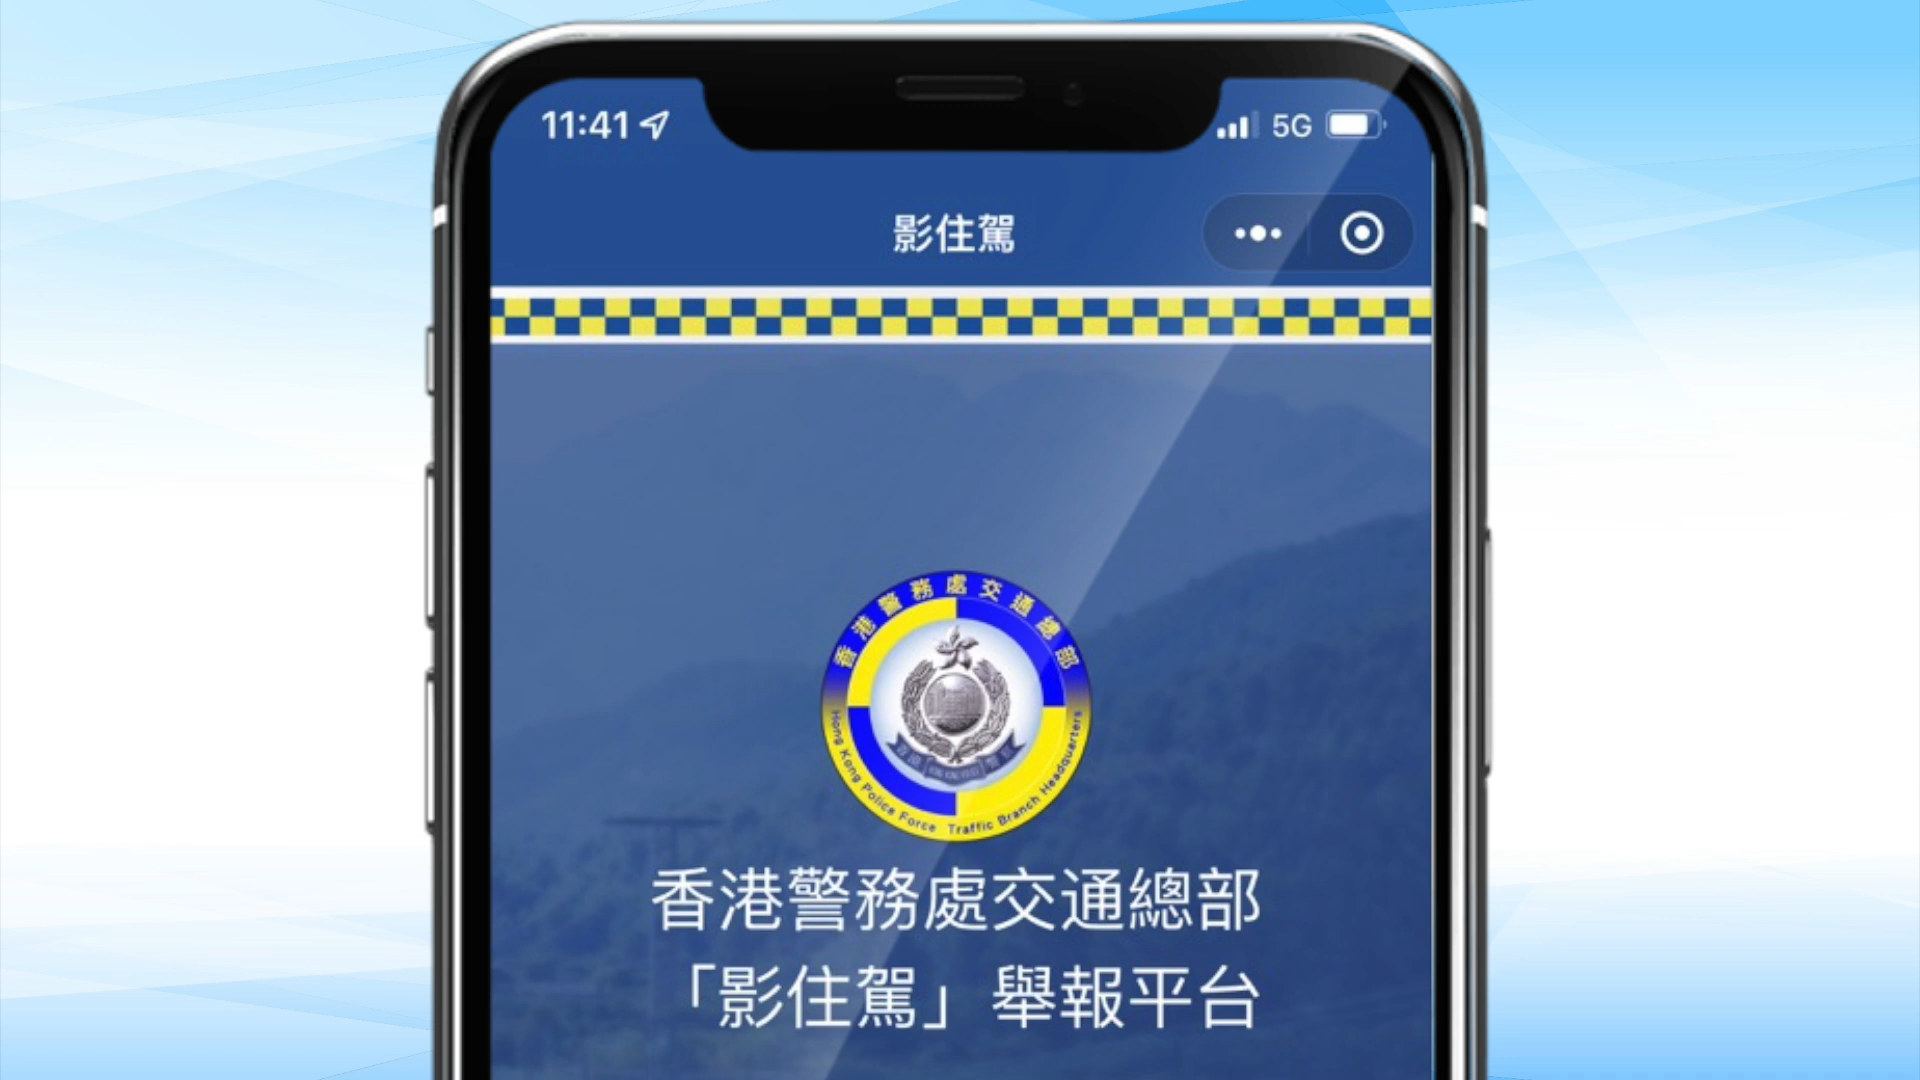 11:41
5G
影住駕
香港警務處交通總部
Hong Kong Police Force Traffic Branch Headquarters
香港警務處交通總部
「影住駕」舉報平台